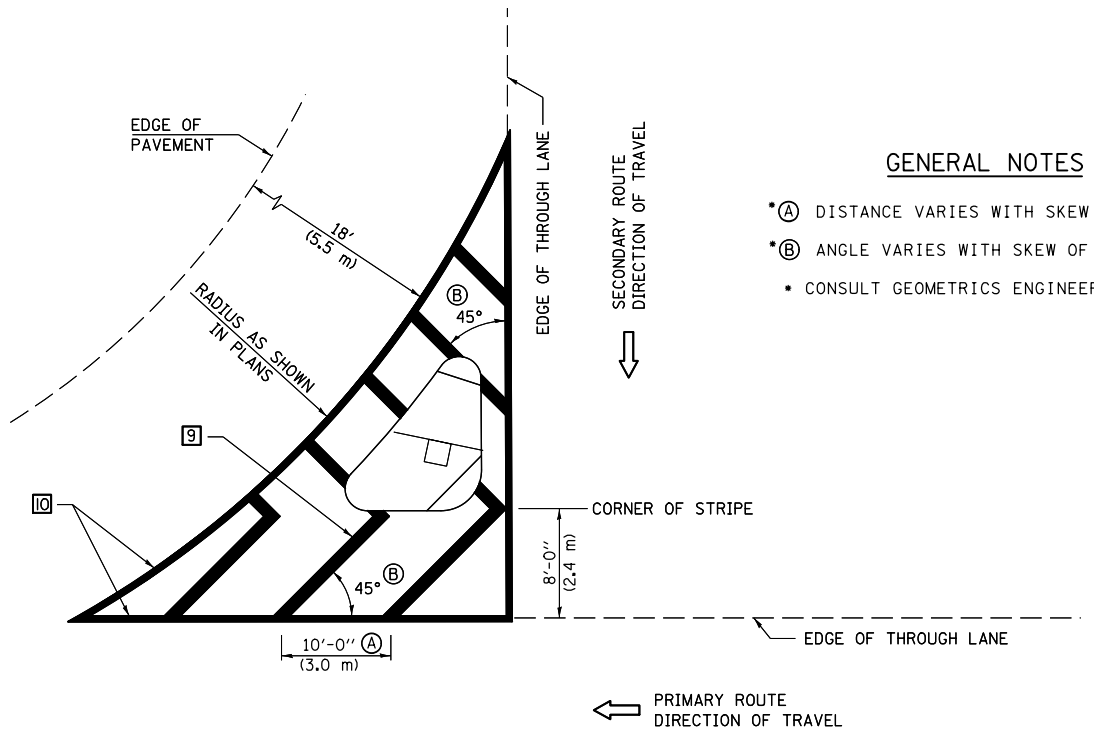 EDGE OF
PAVEMENT
18'
(5.5 m)
RADIUS AS SHOWN
IN PLANS
EDGE OF THROUGH LANE
SECONDARY ROUTE
DIRECTION OF TRAVEL
GENERAL NOTES
*Ⓐ DISTANCE VARIES WITH SKEW
*Ⓑ ANGLE VARIES WITH SKEW OF
* CONSULT GEOMETRICS ENGINEER
Ⓑ
45°
9
10
CORNER OF STRIPE
8'-0''
(2.4 m)
45° Ⓑ
10'-0'' Ⓐ
(3.0 m)
EDGE OF THROUGH LANE
PRIMARY ROUTE
DIRECTION OF TRAVEL